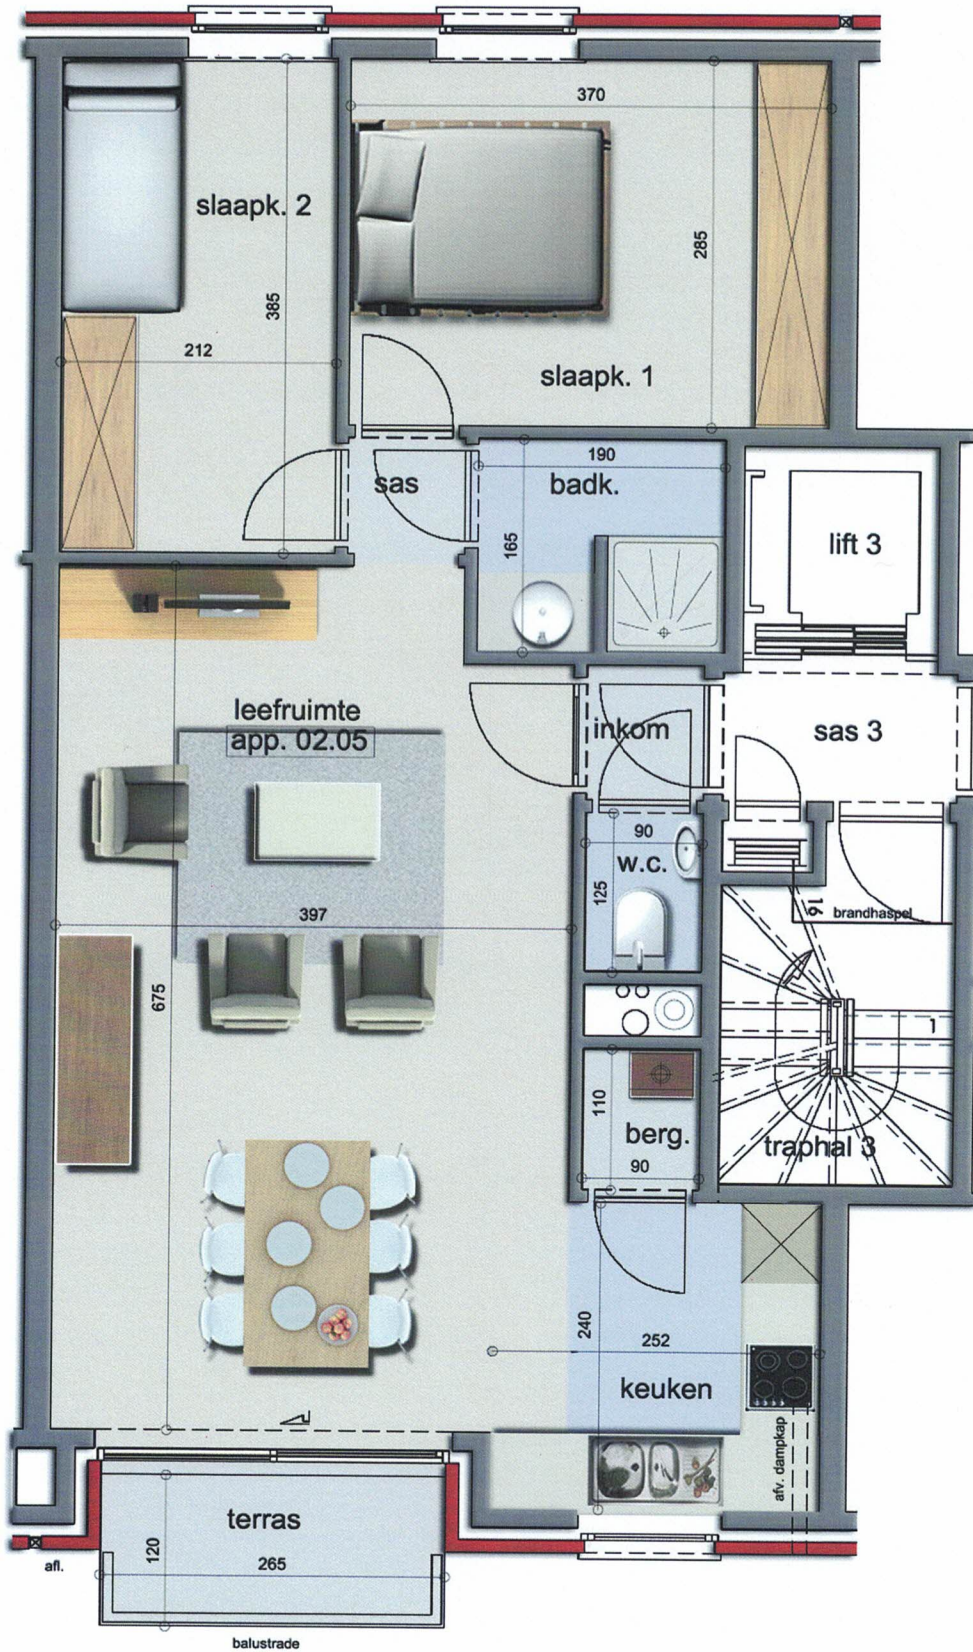 370
slaapk. 2
285
385
212
slaapk. 1
190
sas
badk.
165
lift 3
leefruimte
app. 02.05
inkom
sas 3
90
w.c.
125
16
brandhaspel
397
675
1
110
berg.
traphal 3
90
240
252
keuken
afv. dampkap
terras
120
265
afl.
balustrade